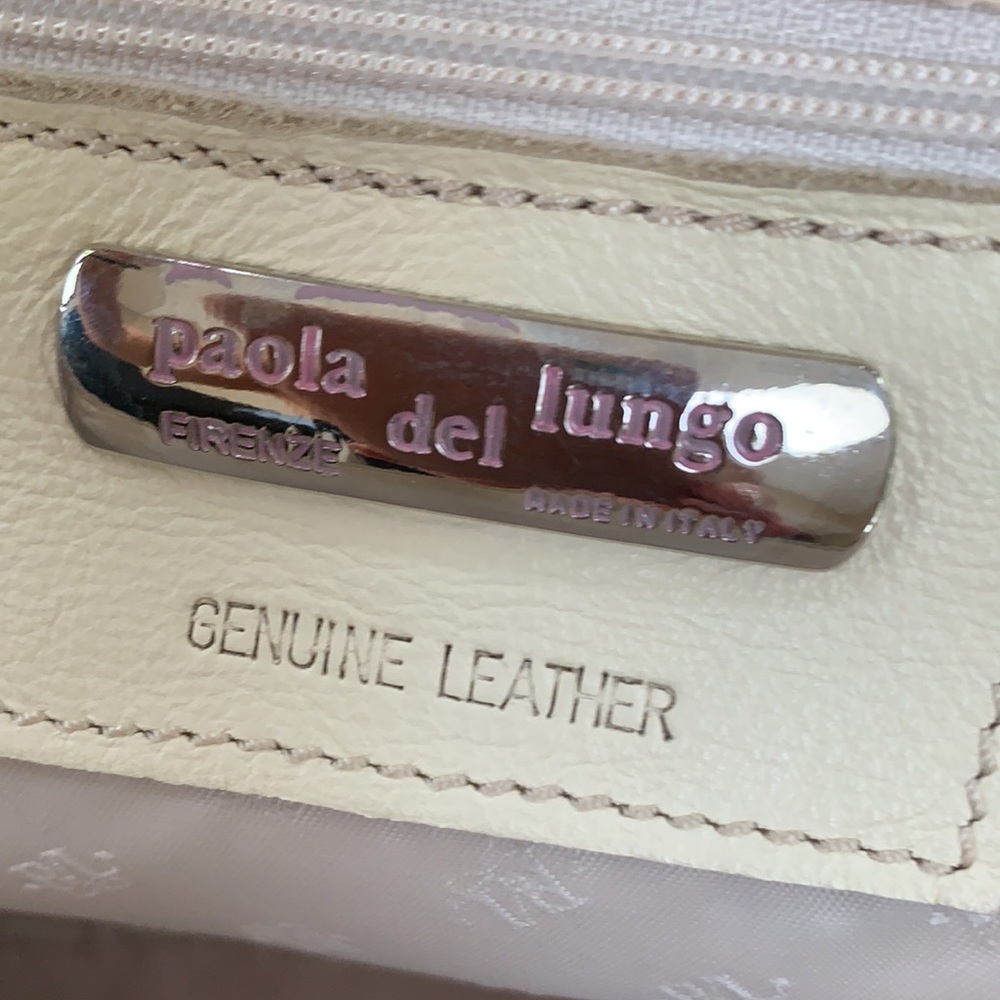 paola del lungo
FIRENZE
MADE IN ITALY
GENUINE LEATHER